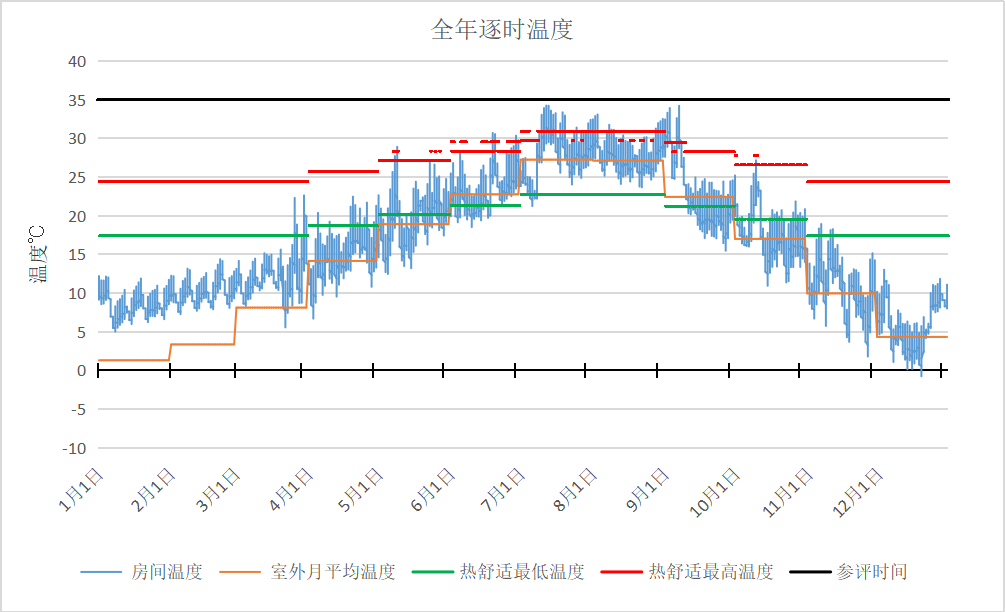 全年逐时温度
40
35
30
25
20
15
10
5
0
-5
-10
温度℃
1月1日
2月1日
3月1日
4月1日
5月1日
6月1日
7月1日
8月1日
9月1日
10月1日
11月1日
12月1日
房间温度 室外月平均温度 热舒适最低温度 热舒适最高温度 参评时间